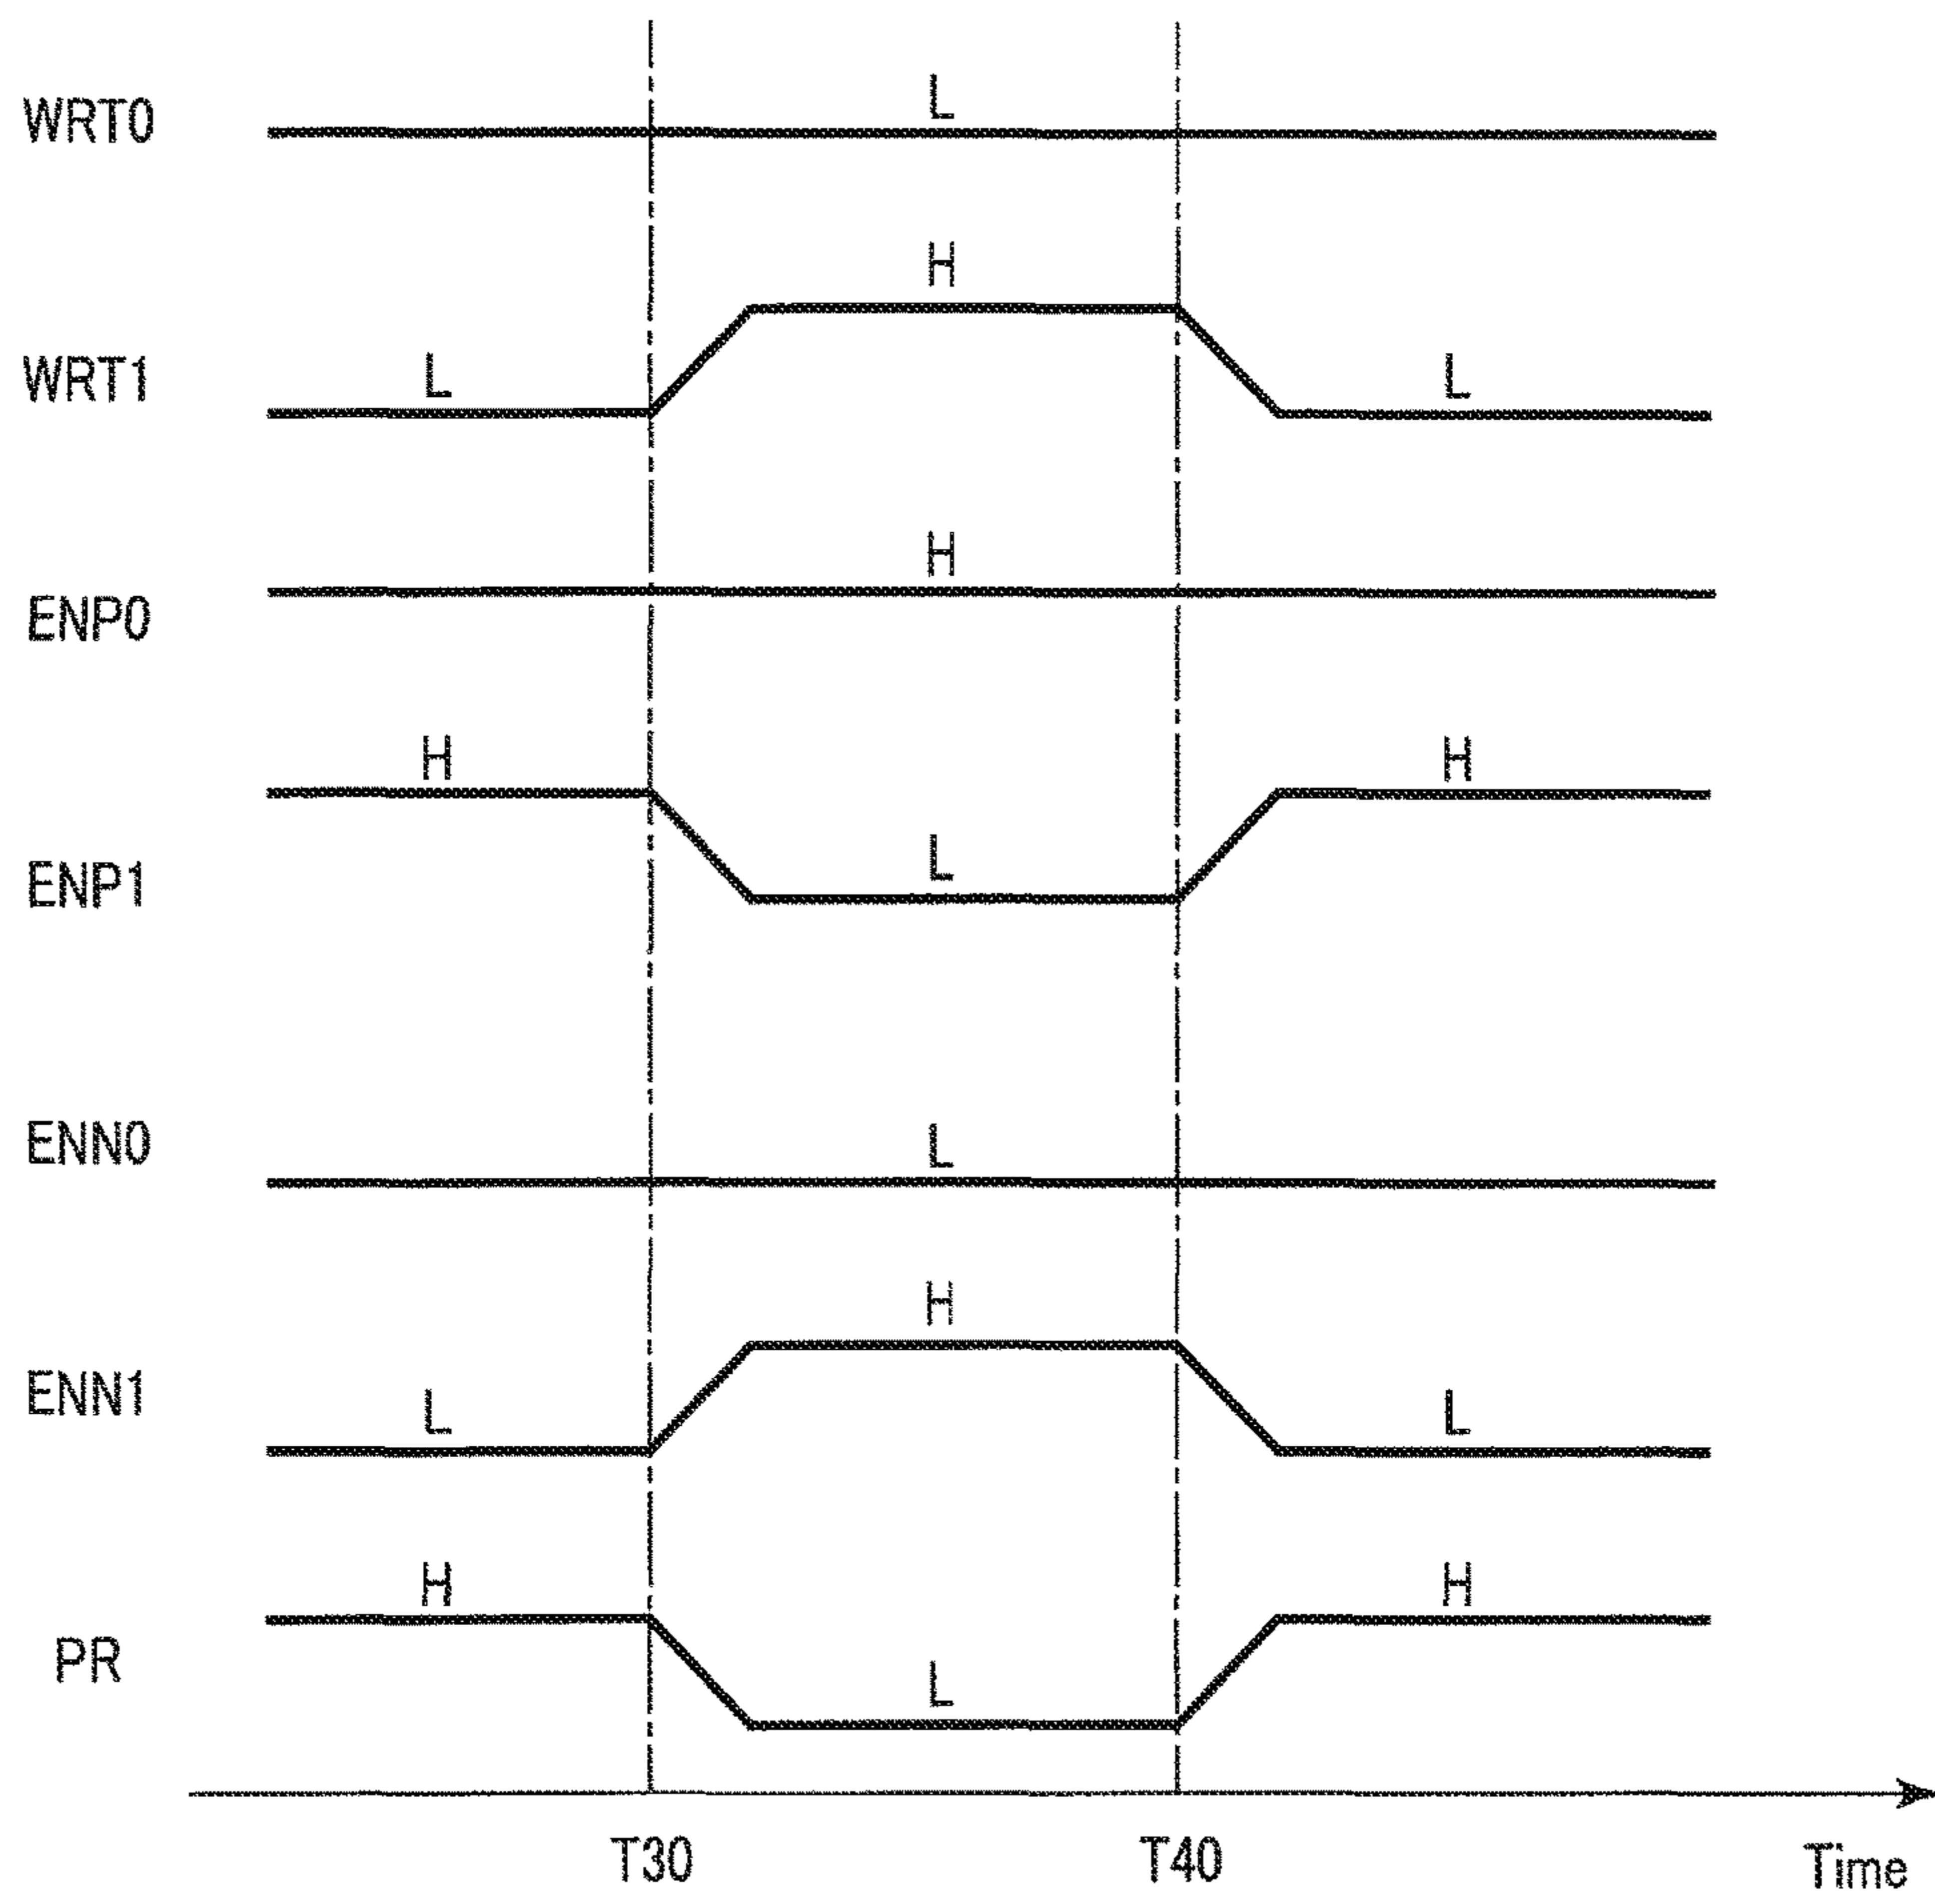 WRT0 L
H
WRT1 L L
H
ENP0
H H
ENP1 L
ENN0 L
H
ENN1 L L
H H
PR L
T30 T40 Time